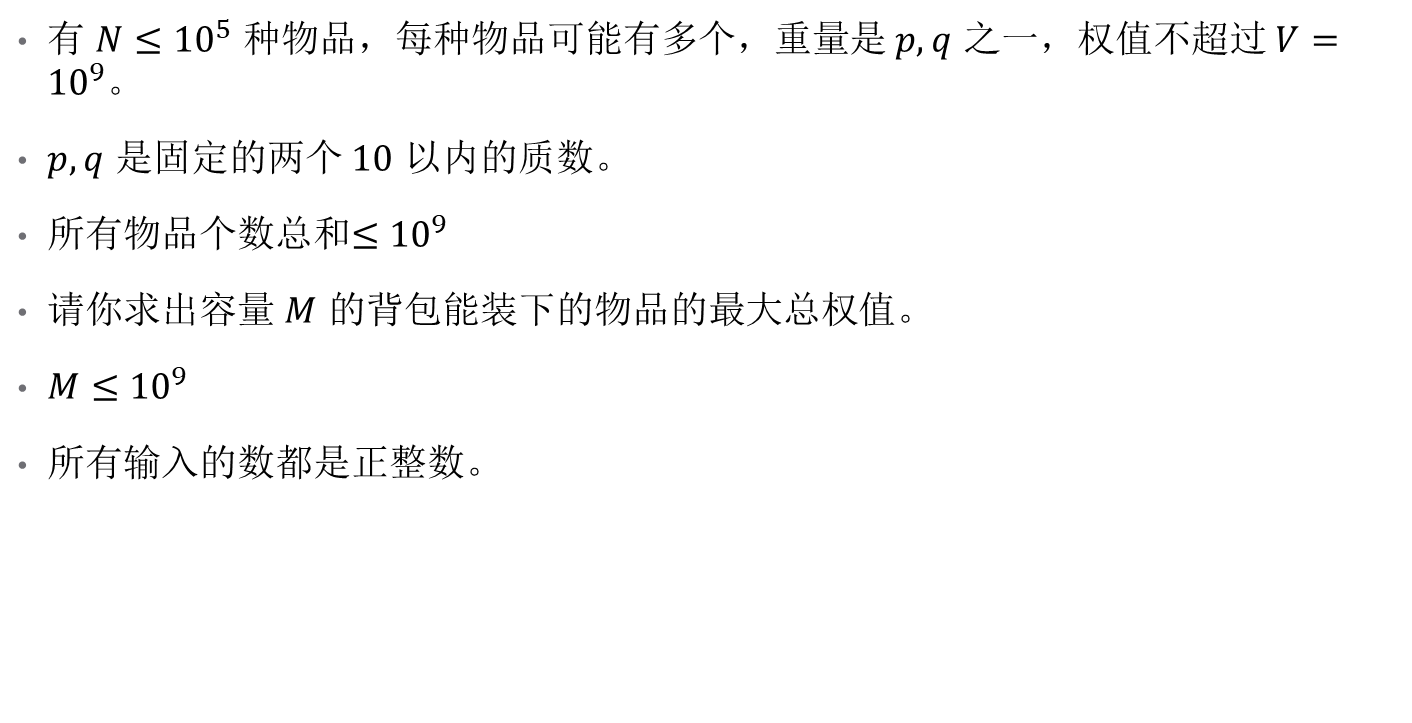 • 有 N ≤ 10⁵ 种物品，每种物品可能有多个，重量是 p, q 之一，权值不超过 V =
10⁹。
• p, q 是固定的两个 10 以内的质数。
• 所有物品个数总和≤ 10⁹
• 请你求出容量 M 的背包能装下的物品的最大总权值。
• M ≤ 10⁹
• 所有输入的数都是正整数。